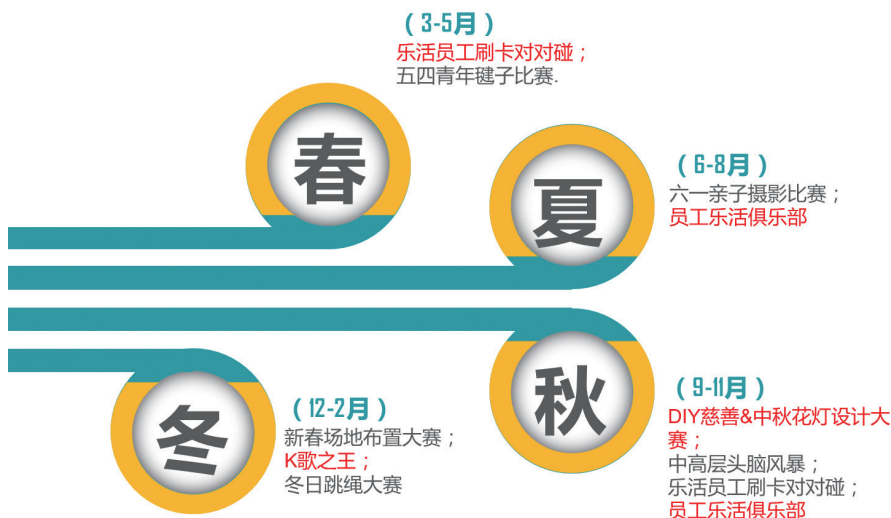 （3-5月）
乐活员工刷卡对对碰；
五四青年毽子比赛.
春
夏
（6-8月）
六一亲子摄影比赛；
员工乐活俱乐部
冬
（12-2月）
新春场地布置大赛；
K歌之王；
冬日跳绳大赛
秋
（9-11月）
DIY慈善&中秋花灯设计大
赛；
中高层头脑风暴；
乐活员工刷卡对对碰；
员工乐活俱乐部